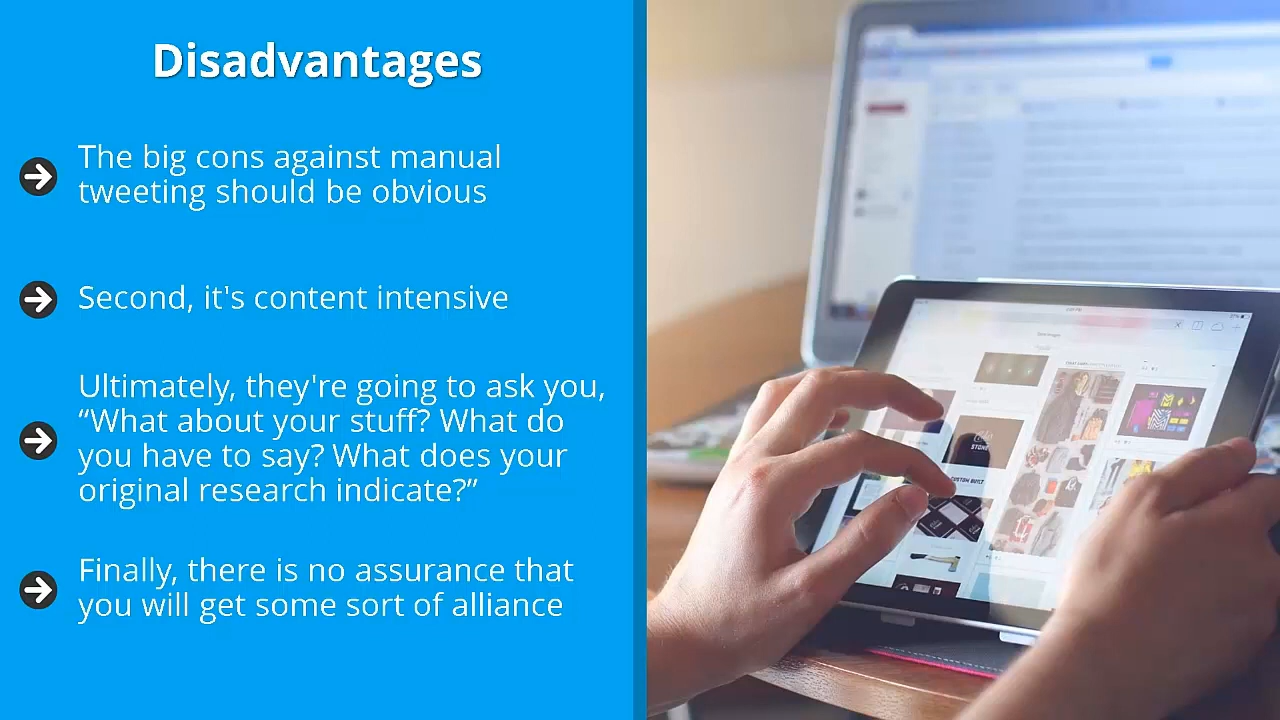 Disadvantages
The big cons against manual
tweeting should be obvious
Second, it's content intensive
Ultimately, they're going to ask you,
“What about your stuff? What do
you have to say? What does your
original research indicate?”
Finally, there is no assurance that
you will get some sort of alliance
CUSTOM BUILT